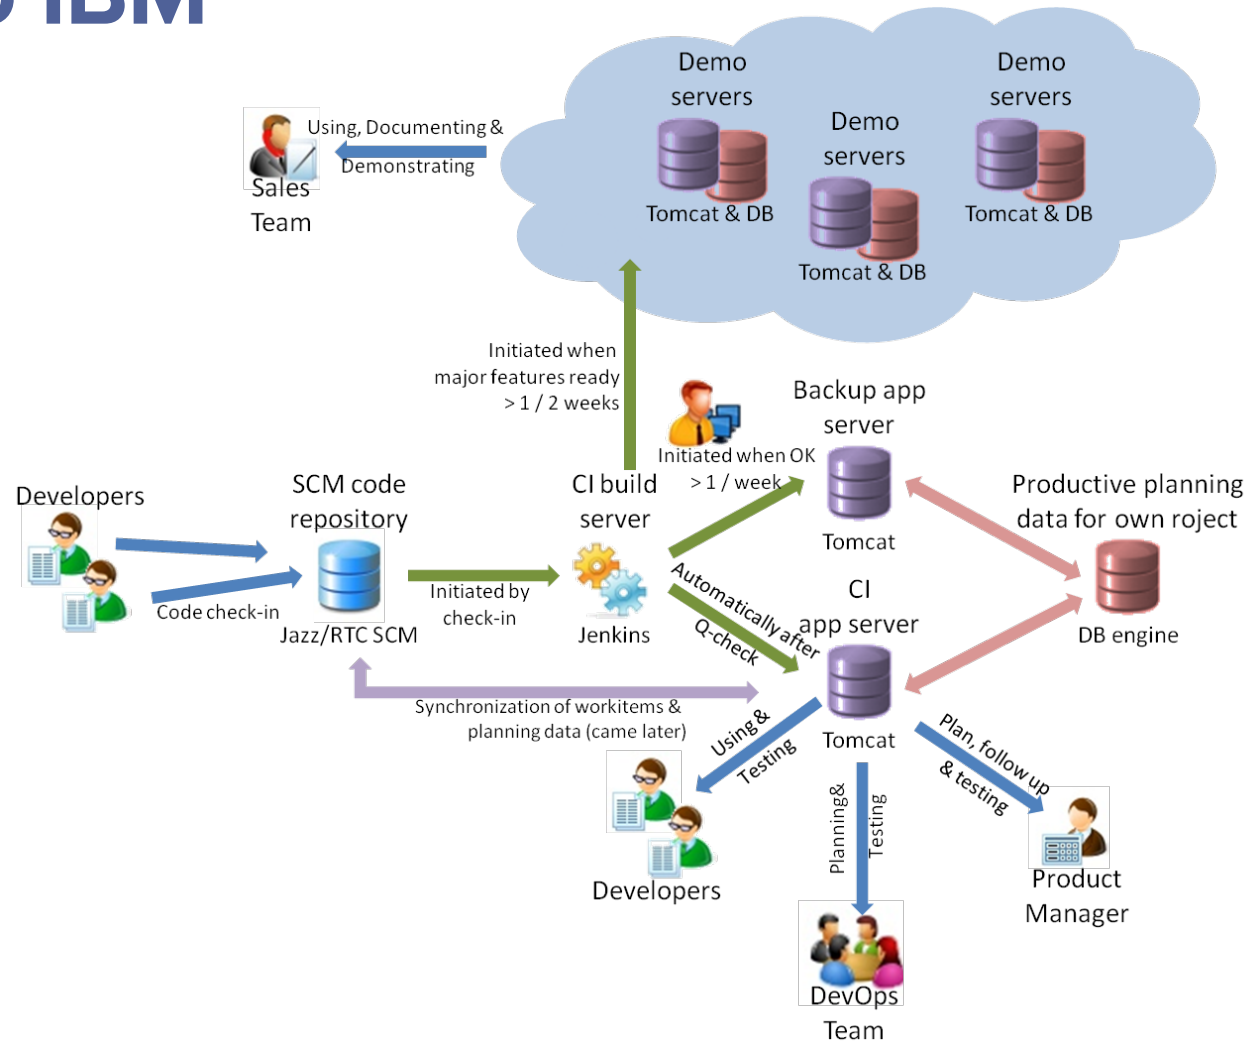 IBM
Demo
servers
Tomcat & DB
Demo
servers
Tomcat & DB
Demo
servers
Tomcat & DB
Using, Documenting &
Demonstrating
Sales
Team
Initiated when
major features ready
> 1 / 2 weeks
Initiated when OK
> 1 / week
Backup app
server
Tomcat
Developers
Code check-in
SCM code
repository
Jazz/RTC SCM
Initiated by
check-in
CI build
server
Jenkins
Automatically after
Q-check
CI
app server
Tomcat
Productive planning
data for own roject
DB engine
Synchronization of workitems &
planning data (came later)
Using &
Testing
Developers
Planning&
Testing
DevOps
Team
Plan, follow up
& testing
Product
Manager